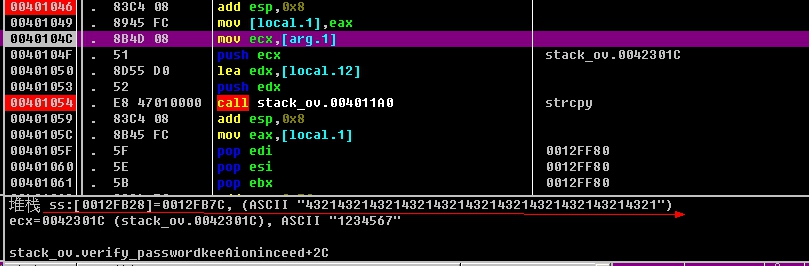 00401046 . 83C4 08 add esp,0x8
00401049 . 8945 FC mov [local.1],eax
0040104C . 8B4D 08 mov ecx,[arg.1]
0040104F . 51 push ecx stack_ov.0042301C
00401050 . 8D55 D0 lea edx,[local.12]
00401053 . 52 push edx
00401054 . E8 47010000 call stack_ov.004011A0 strcpy
00401059 . 83C4 08 add esp,0x8
0040105C . 8B45 FC mov eax,[local.1]
0040105F . 5F pop edi 0012FF80
00401060 . 5E pop esi 0012FF80
00401061 . 5B pop ebx 0012FF80
堆栈 ss:[0012FB28]=0012FB7C, (ASCII "43214321432143214321432143214321432143214321")
ecx=0042301C (stack_ov.0042301C), ASCII "1234567"
stack_ov.verify_passwordkeeAioninceed+2C